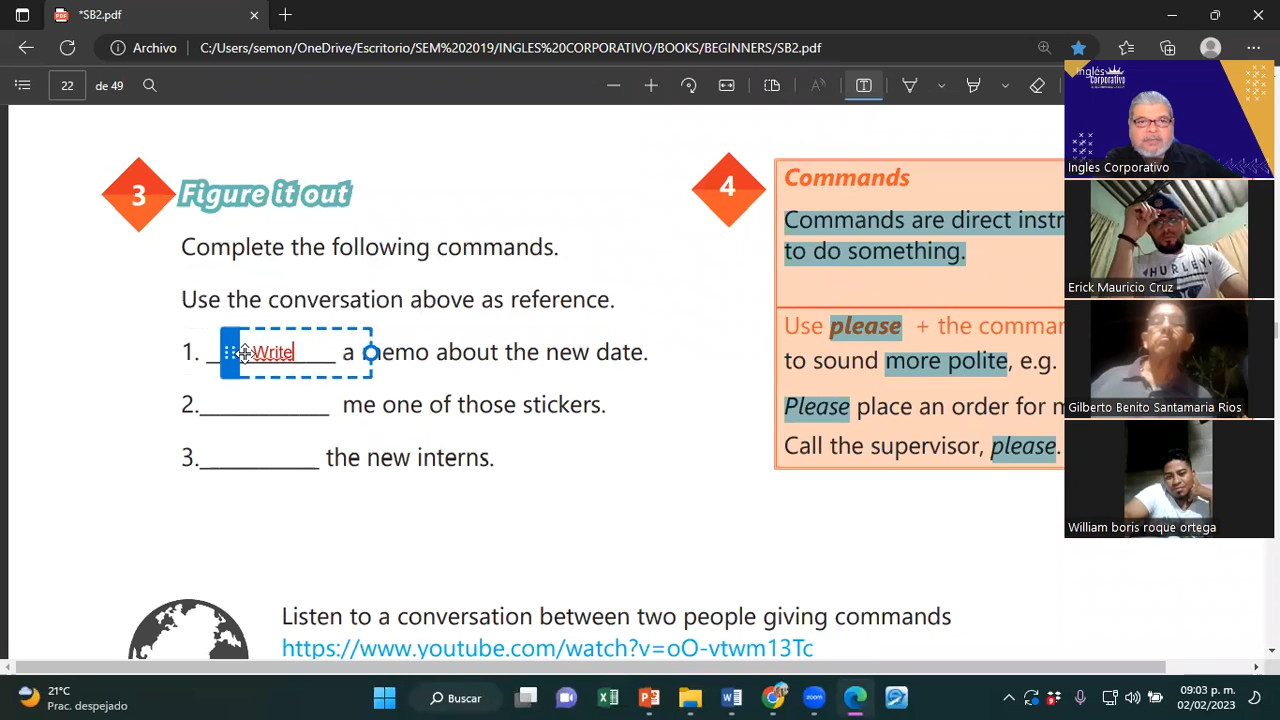 *SB2.pdf
Archivo
C:/Users/semon/OneDrive/Escritorio/SEM%202019/INGLES%20CORPORATIVO/BOOKS/BEGINNERS/SB2.pdf
22 de 49
3 Figure it out
Complete the following commands.
Use the conversation above as reference.
1. ____________ a memo about the new date.
Write
2.____________ me one of those stickers.
3.___________ the new interns.
4
Commands
Commands are direct instr
to do something.
Use please + the comman
to sound more polite, e.g.
Please place an order for m
Call the supervisor, please.
Listen to a conversation between two people giving commands
https://www.youtube.com/watch?v=oO-vtwm13Tc
Inglés
Corporativo
Ingles Corporativo
HURLEY
Erick Mauricio Cruz
Gilberto Benito Santamaria Rios
William boris roque ortega
21°C
Prac. despejado
Buscar
zoom
09:03 p. m.
02/02/2023